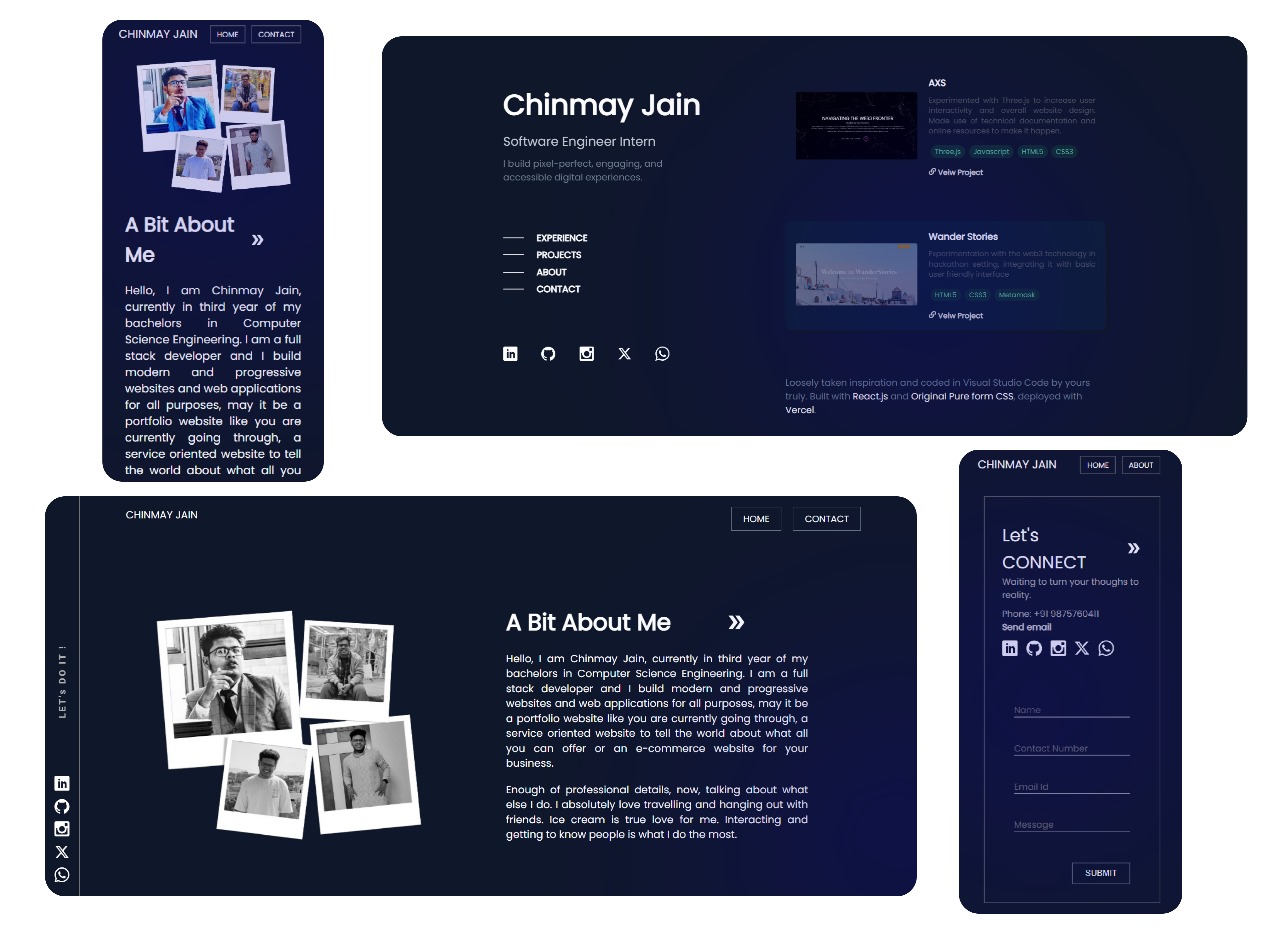 CHINMAY JAIN
HOME
CONTACT
A Bit About
Me
»
Hello, I am Chinmay Jain,
currently in third year of my
bachelors in Computer
Science Engineering. I am a full
stack developer and I build
modern and progressive
websites and web applications
for all purposes, may it be a
portfolio website like you are
currently going through, a
service oriented website to tell
the world about what all you
Chinmay Jain
Software Engineer Intern
I build pixel-perfect, engaging, and
accessible digital experiences.
EXPERIENCE
PROJECTS
ABOUT
CONTACT
NAVIGATING THE WEB3 FRONTIER
AXS
Experimented with Three.js to increase user
interactivity and overall website design.
Made use of technical documentation and
online resources to make it happen.
Three.js
Javascript
HTML5
CSS3
Veiw Project
Welcome to WanderStories
Wander Stories
Experimentation with the web3 technology in
hackathon setting, integrating it with basic
user friendly interface
HTML5
CSS3
Metamask
Veiw Project
Loosely taken inspiration and coded in Visual Studio Code by yours
truly. Built with React.js and Original Pure form CSS, deployed with
Vercel.
LET's DO IT !
CHINMAY JAIN
HOME
CONTACT
A Bit About Me
»
Hello, I am Chinmay Jain, currently in third year of my
bachelors in Computer Science Engineering. I am a full
stack developer and I build modern and progressive
websites and web applications for all purposes, may it be
a portfolio website like you are currently going through, a
service oriented website to tell the world about what all
you can offer or an e-commerce website for your
business.
Enough of professional details, now, talking about what
else I do. I absolutely love travelling and hanging out with
friends. Ice cream is true love for me. Interacting and
getting to know people is what I do the most.
CHINMAY JAIN
HOME
ABOUT
Let's
CONNECT
»
Waiting to turn your thoughs to
reality.
Phone: +91 9875760411
Send email
Name
Contact Number
Email Id
Message
SUBMIT